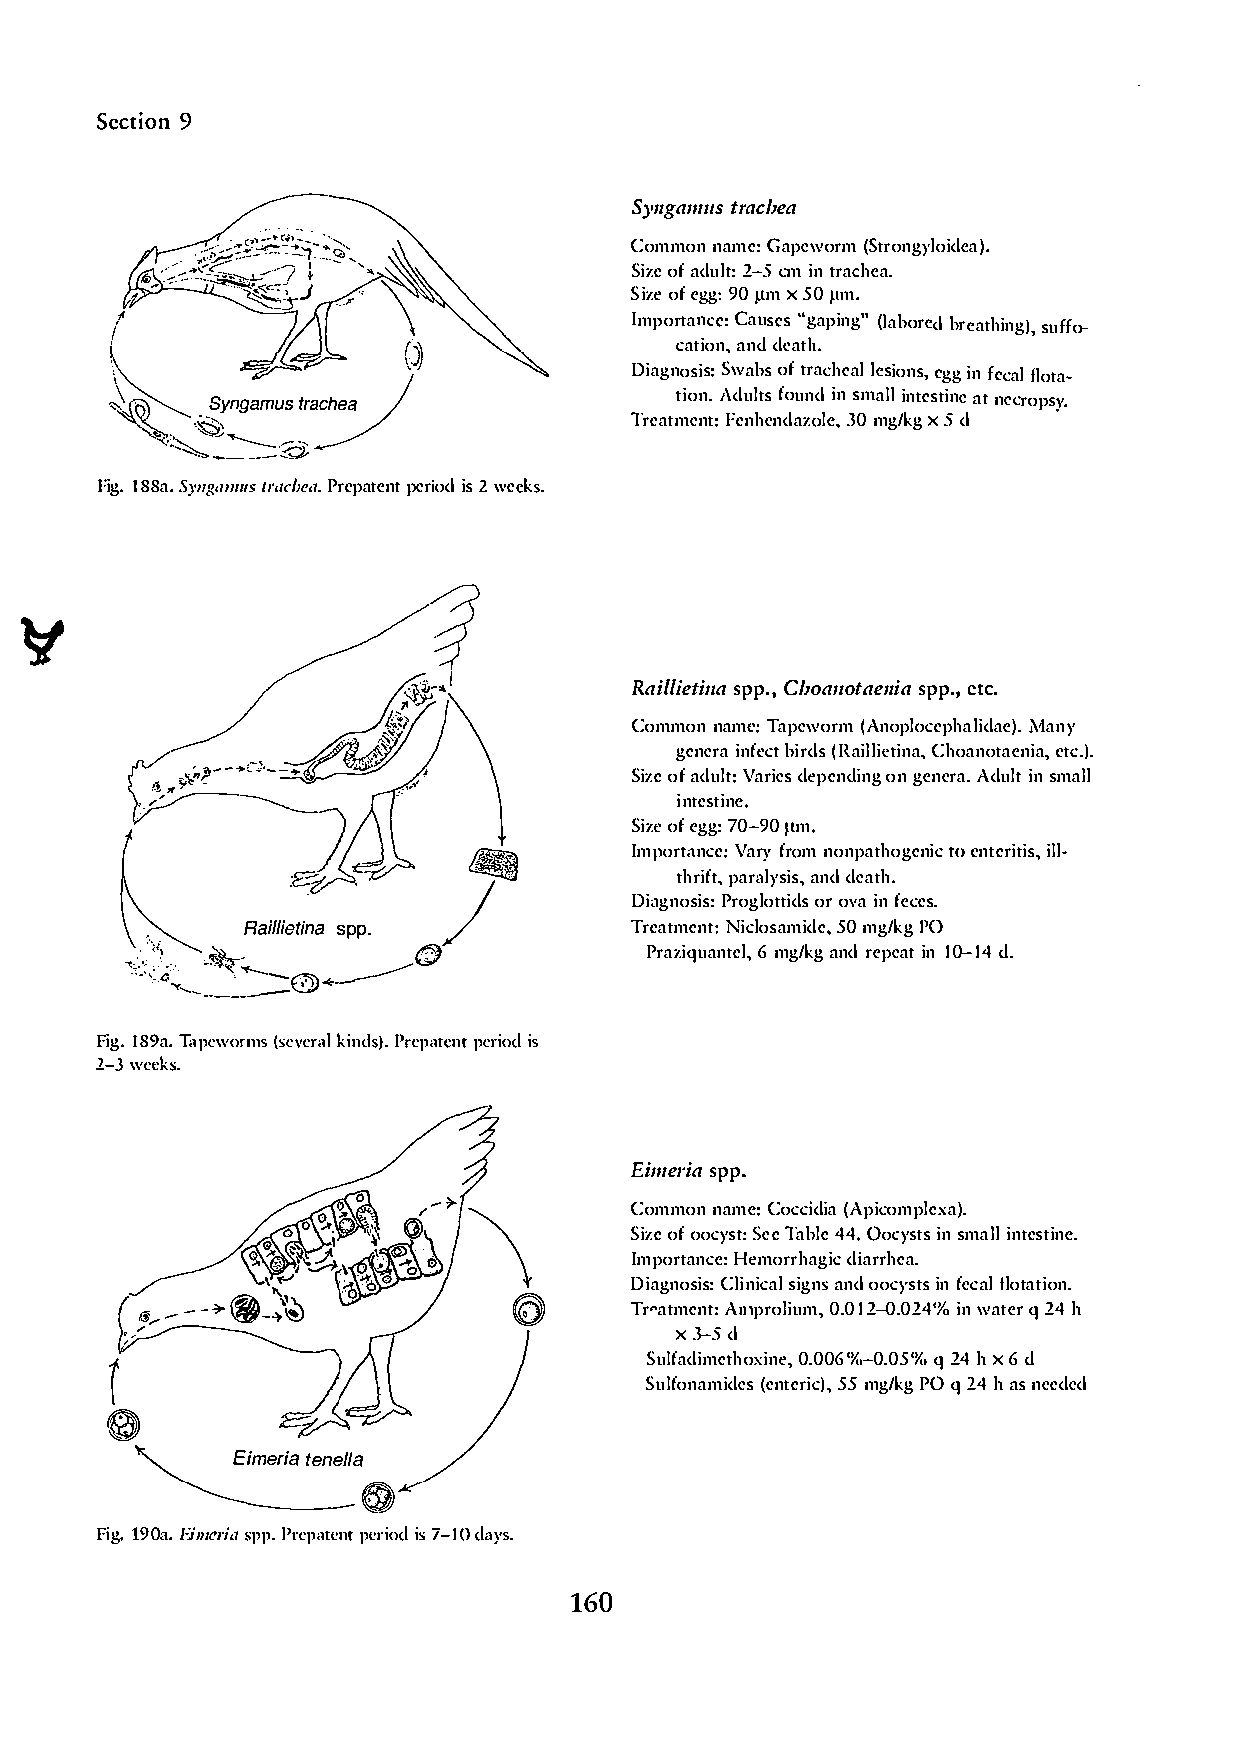 Section 9
Syngamus trachea
Fig. 188a. Syngamus trachea. Prepatent period is 2 weeks.
Syngamus trachea
Common name: Gapeworm (Strongyloidea).
Size of adult: 2–5 cm in trachea.
Size of egg: 90 µm × 50 µm.
Importance: Causes "gaping" (labored breathing), suffo-
cation, and death.
Diagnosis: Swabs of tracheal lesions, egg in fecal flota-
tion. Adults found in small intestine at necropsy.
Treatment: Fenbendazole, 30 mg/kg × 5 d
Raillietina spp.
Fig. 189a. Tapeworms (several kinds). Prepatent period is
2–3 weeks.
Raillietina spp., Choanotaenia spp., etc.
Common name: Tapeworm (Anoplocephalidae). Many
genera infect birds (Raillietina, Choanotaenia, etc.).
Size of adult: Varies depending on genera. Adult in small
intestine.
Size of egg: 70–90 µm.
Importance: Vary from nonpathogenic to enteritis, ill-
thrift, paralysis, and death.
Diagnosis: Proglottids or ova in feces.
Treatment: Niclosamide, 50 mg/kg PO
Praziquantel, 6 mg/kg and repeat in 10–14 d.
Eimeria tenella
Fig. 190a. Eimeria spp. Prepatent period is 7–10 days.
Eimeria spp.
Common name: Coccidia (Apicomplexa).
Size of oocyst: See Table 44. Oocysts in small intestine.
Importance: Hemorrhagic diarrhea.
Diagnosis: Clinical signs and oocysts in fecal flotation.
Treatment: Amprolium, 0.012–0.024% in water q 24 h
× 3–5 d
Sulfadimethoxine, 0.006%–0.05% q 24 h × 6 d
Sulfonamides (enteric), 55 mg/kg PO q 24 h as needed
160